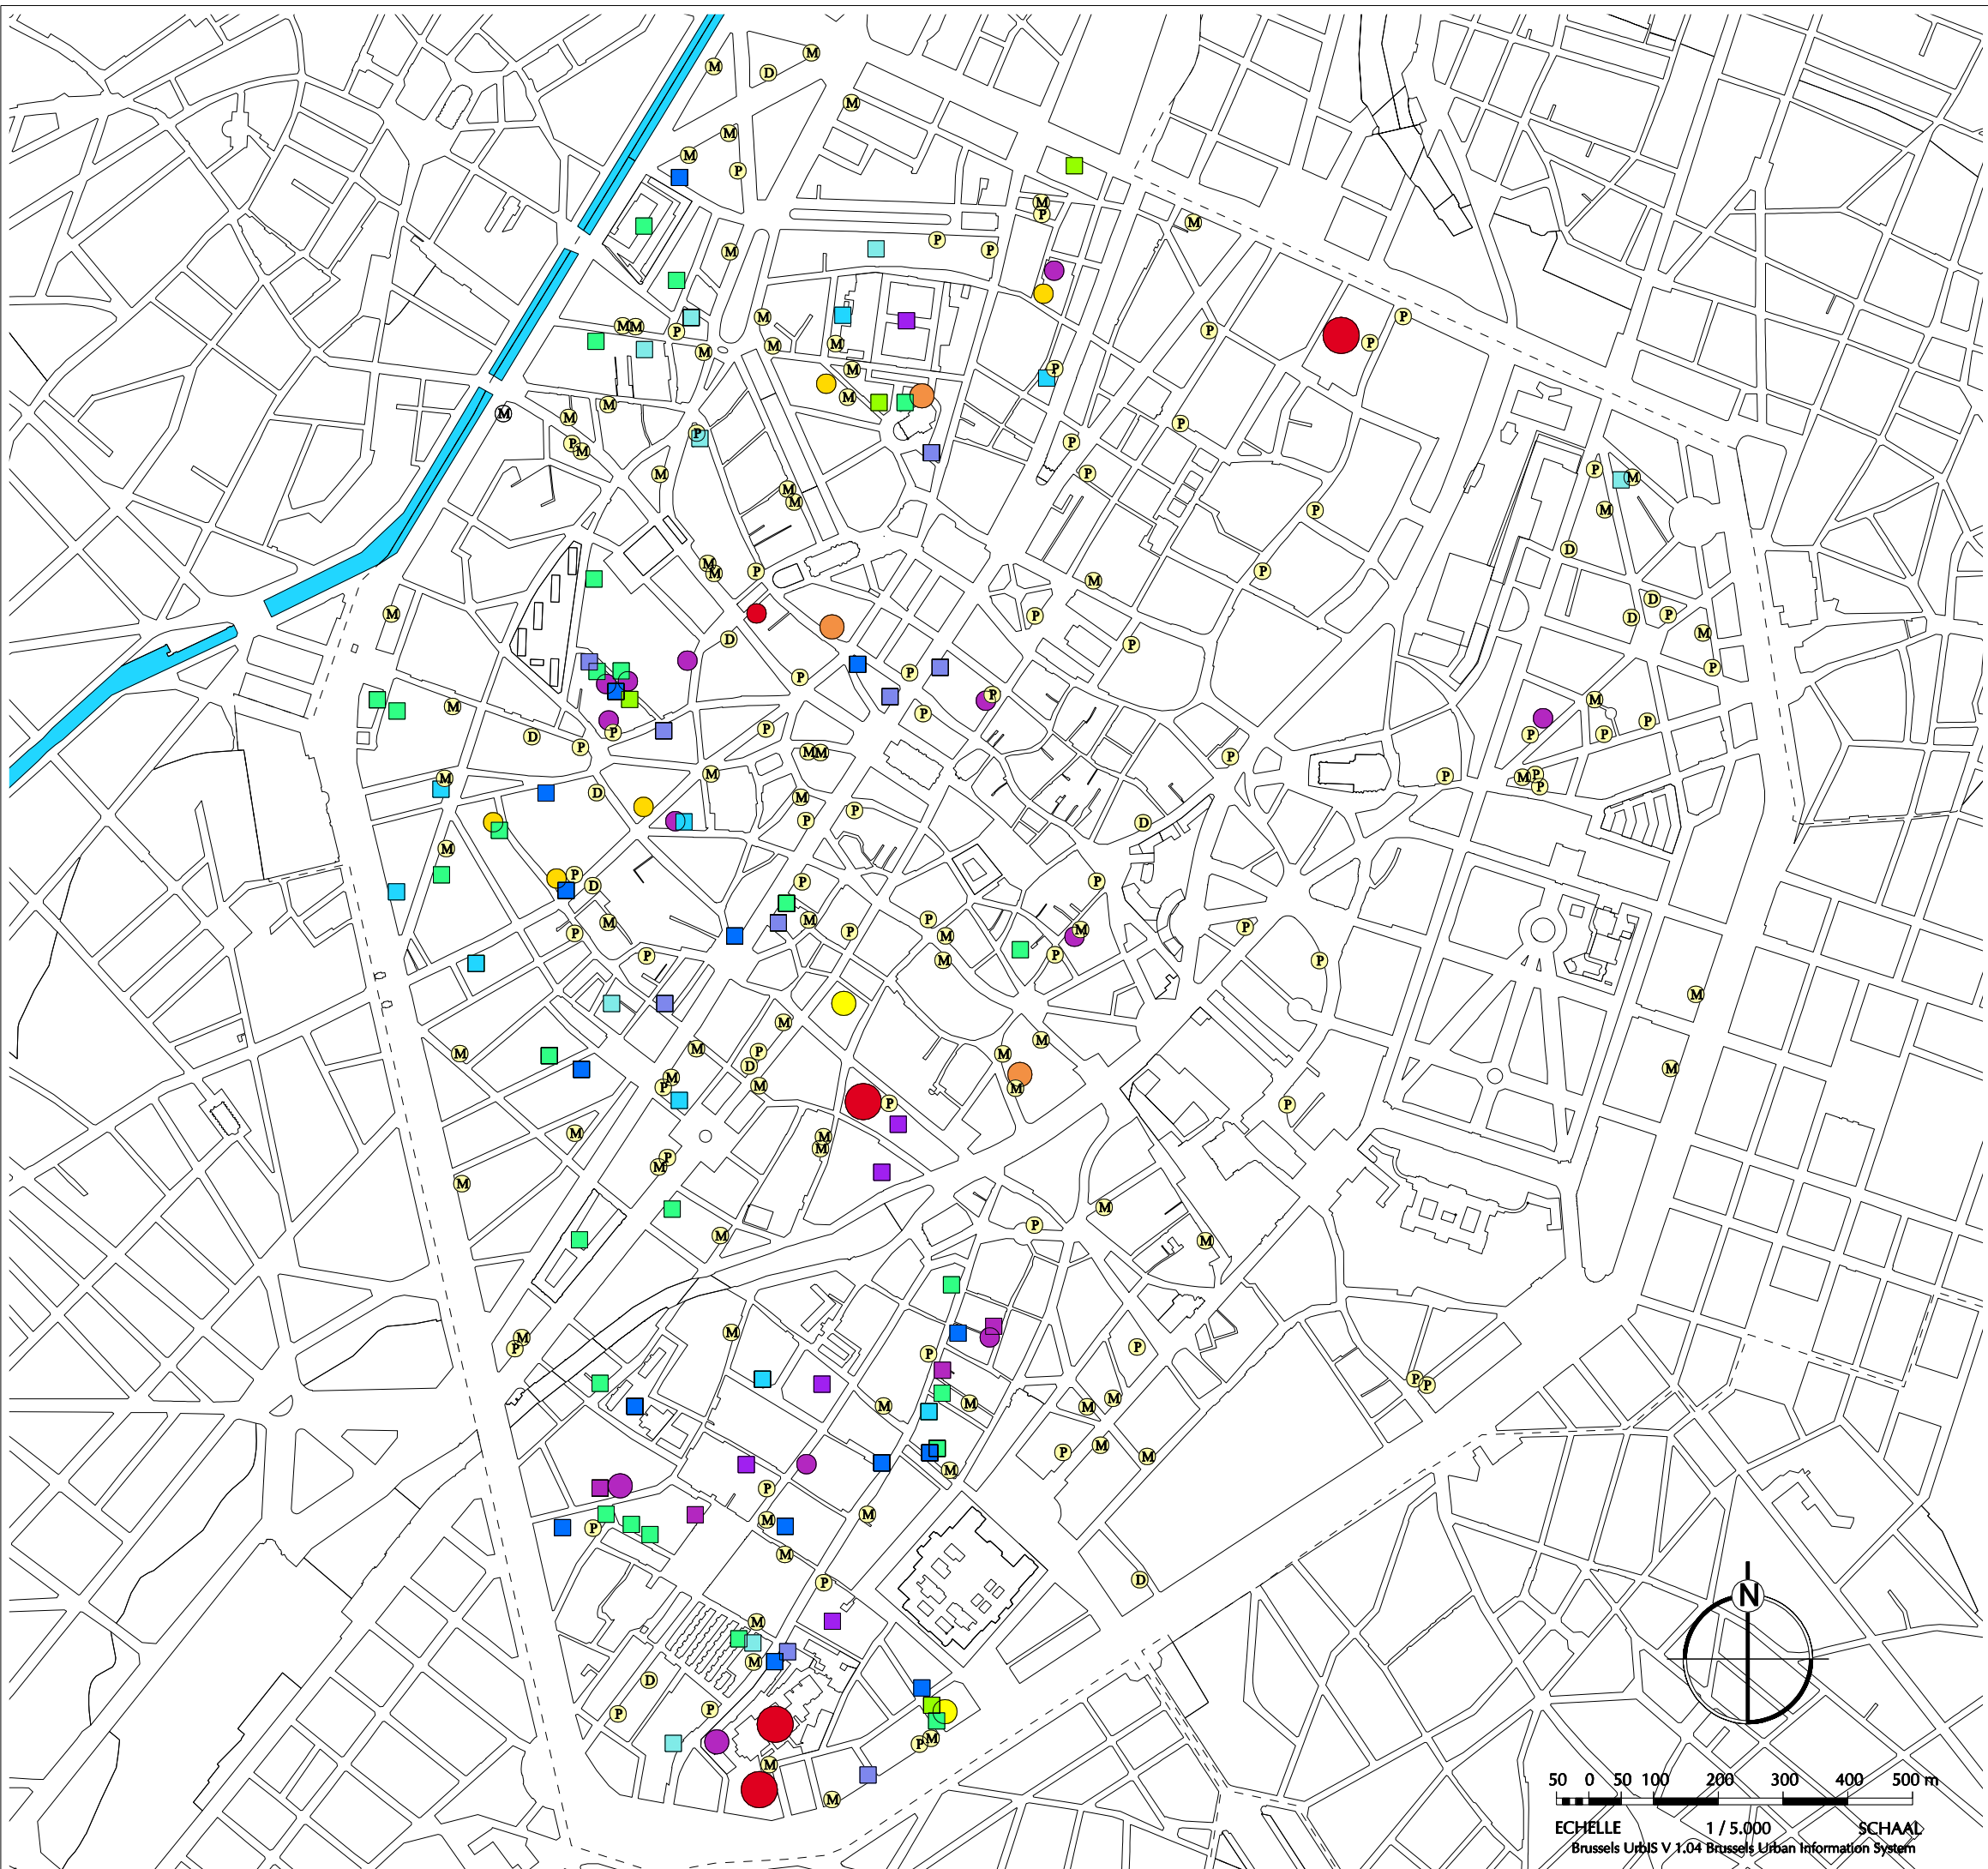 N
50 0 50 100 200 300 400 500 m
ECHELLE 1 / 5.000 SCHAAL
Brussels UrbIS V 1.04 Brussels Urban Information System